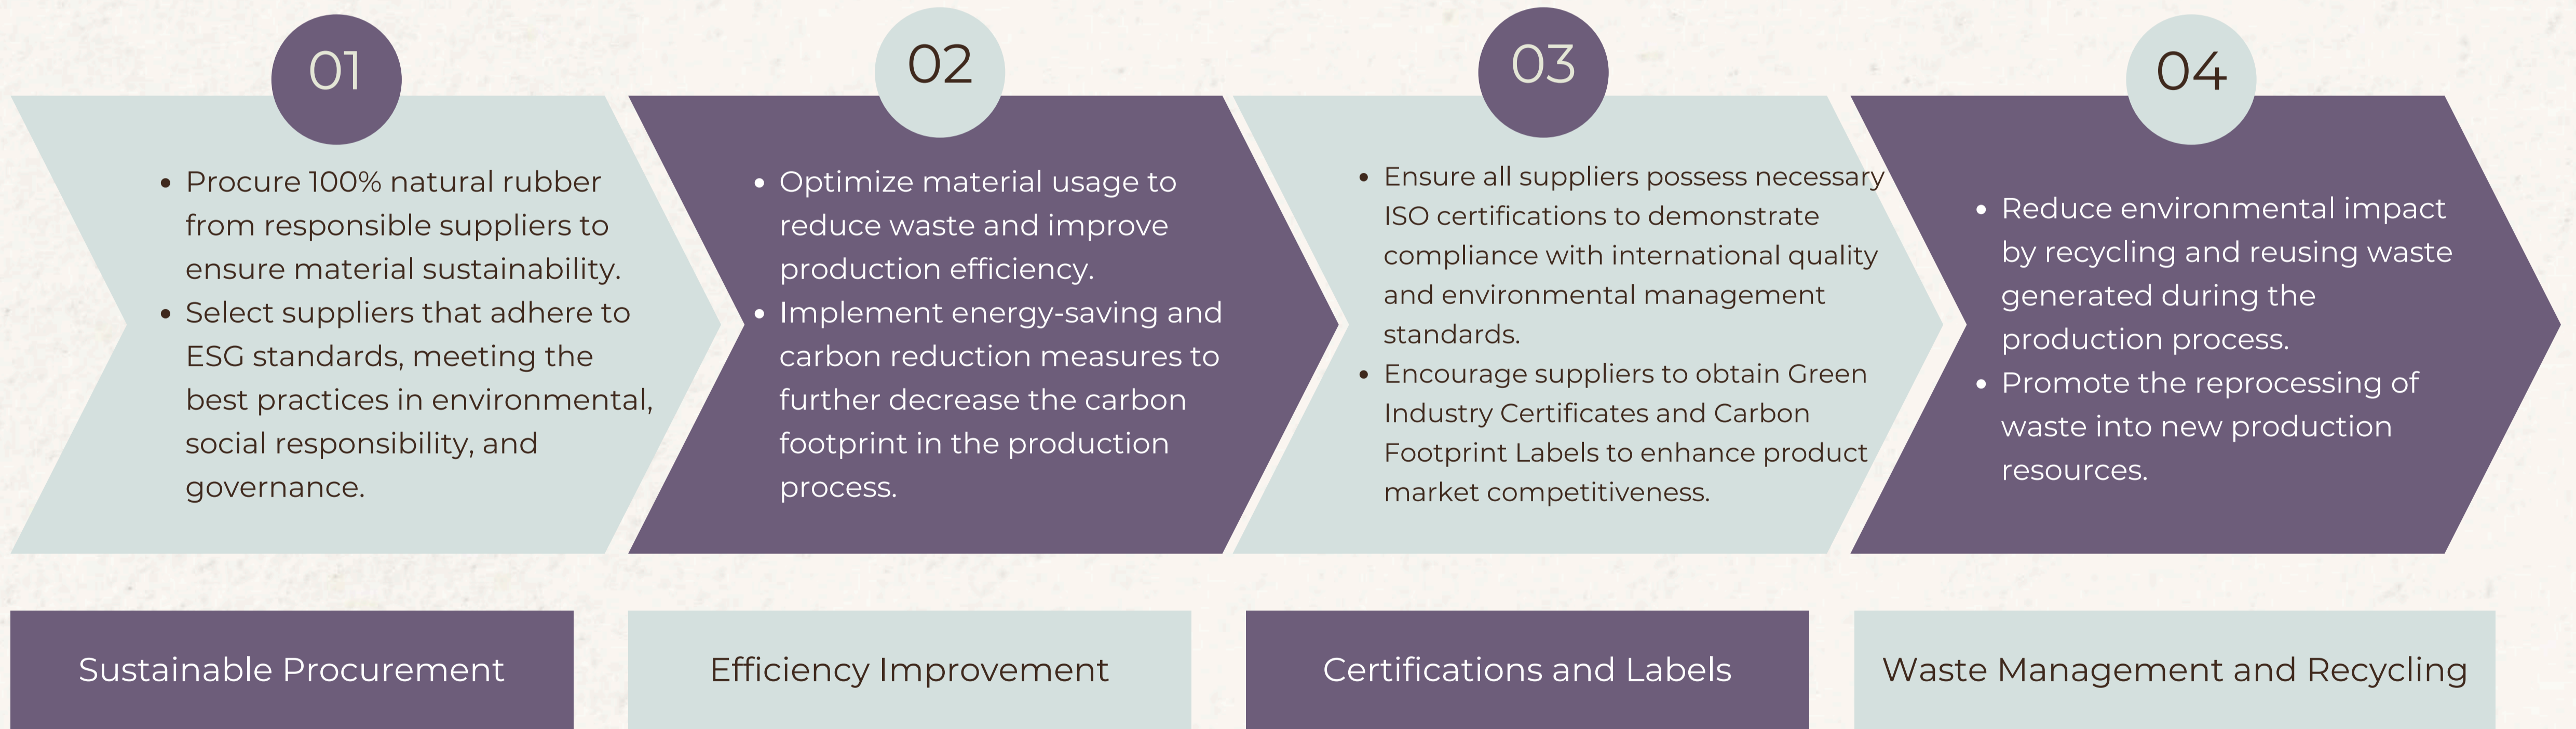 01
• Procure 100% natural rubber
from responsible suppliers to
ensure material sustainability.
• Select suppliers that adhere to
ESG standards, meeting the
best practices in environmental,
social responsibility, and
governance.
02
• Optimize material usage to
reduce waste and improve
production efficiency.
• Implement energy-saving and
carbon reduction measures to
further decrease the carbon
footprint in the production
process.
03
• Ensure all suppliers possess necessary
ISO certifications to demonstrate
compliance with international quality
and environmental management
standards.
• Encourage suppliers to obtain Green
Industry Certificates and Carbon
Footprint Labels to enhance product
market competitiveness.
04
• Reduce environmental impact
by recycling and reusing waste
generated during the
production process.
• Promote the reprocessing of
waste into new production
resources.
Sustainable Procurement
Efficiency Improvement
Certifications and Labels
Waste Management and Recycling